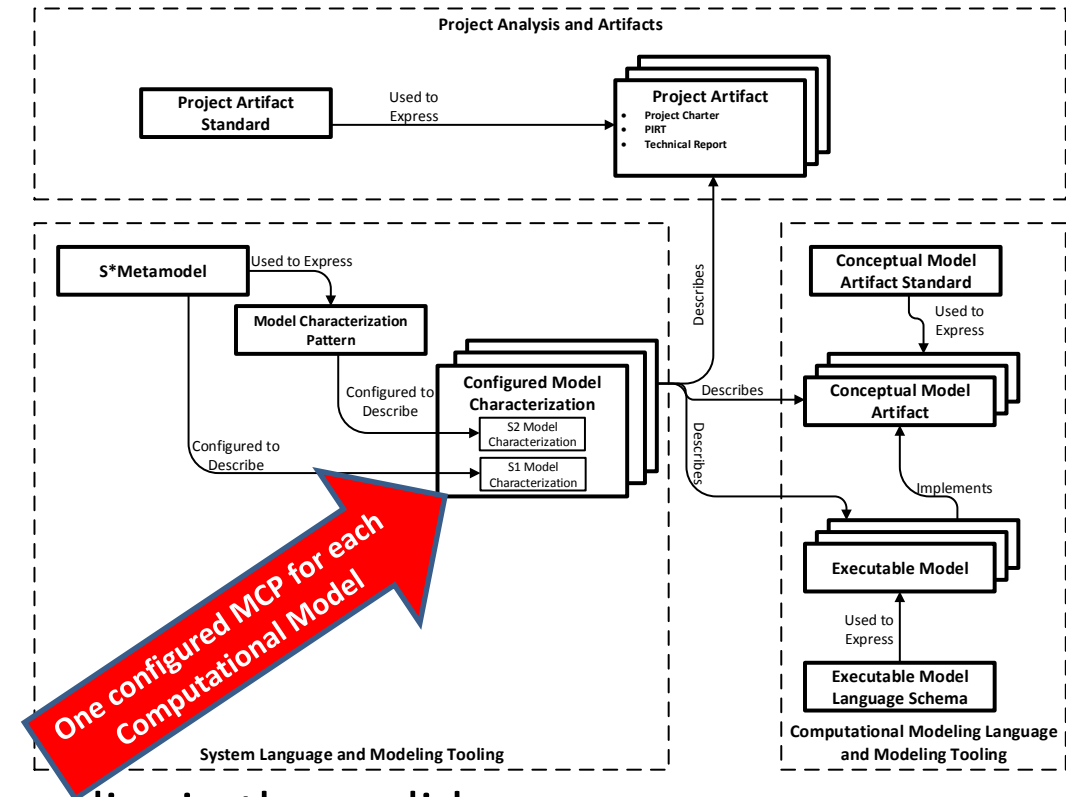 Project Analysis and Artifacts
Project Artifact
Standard
Used to
Express
Project Artifact
• Project Charter
• PIRT
• Technical Report
S*Metamodel
Used to Express
Model Characterization
Pattern
Configured to
Describe
Configured to
Describe
Configured Model
Characterization
S2 Model
Characterization
S1 Model
Characterization
One configured MCP for each
Computational Model
System Language and Modeling Tooling
Describes
Describes
Describes
Conceptual Model
Artifact Standard
Used to
Express
Conceptual Model
Artifact
Implements
Executable Model
Used to
Express
Executable Model
Language Schema
Computational Modeling Language
and Modeling Tooling